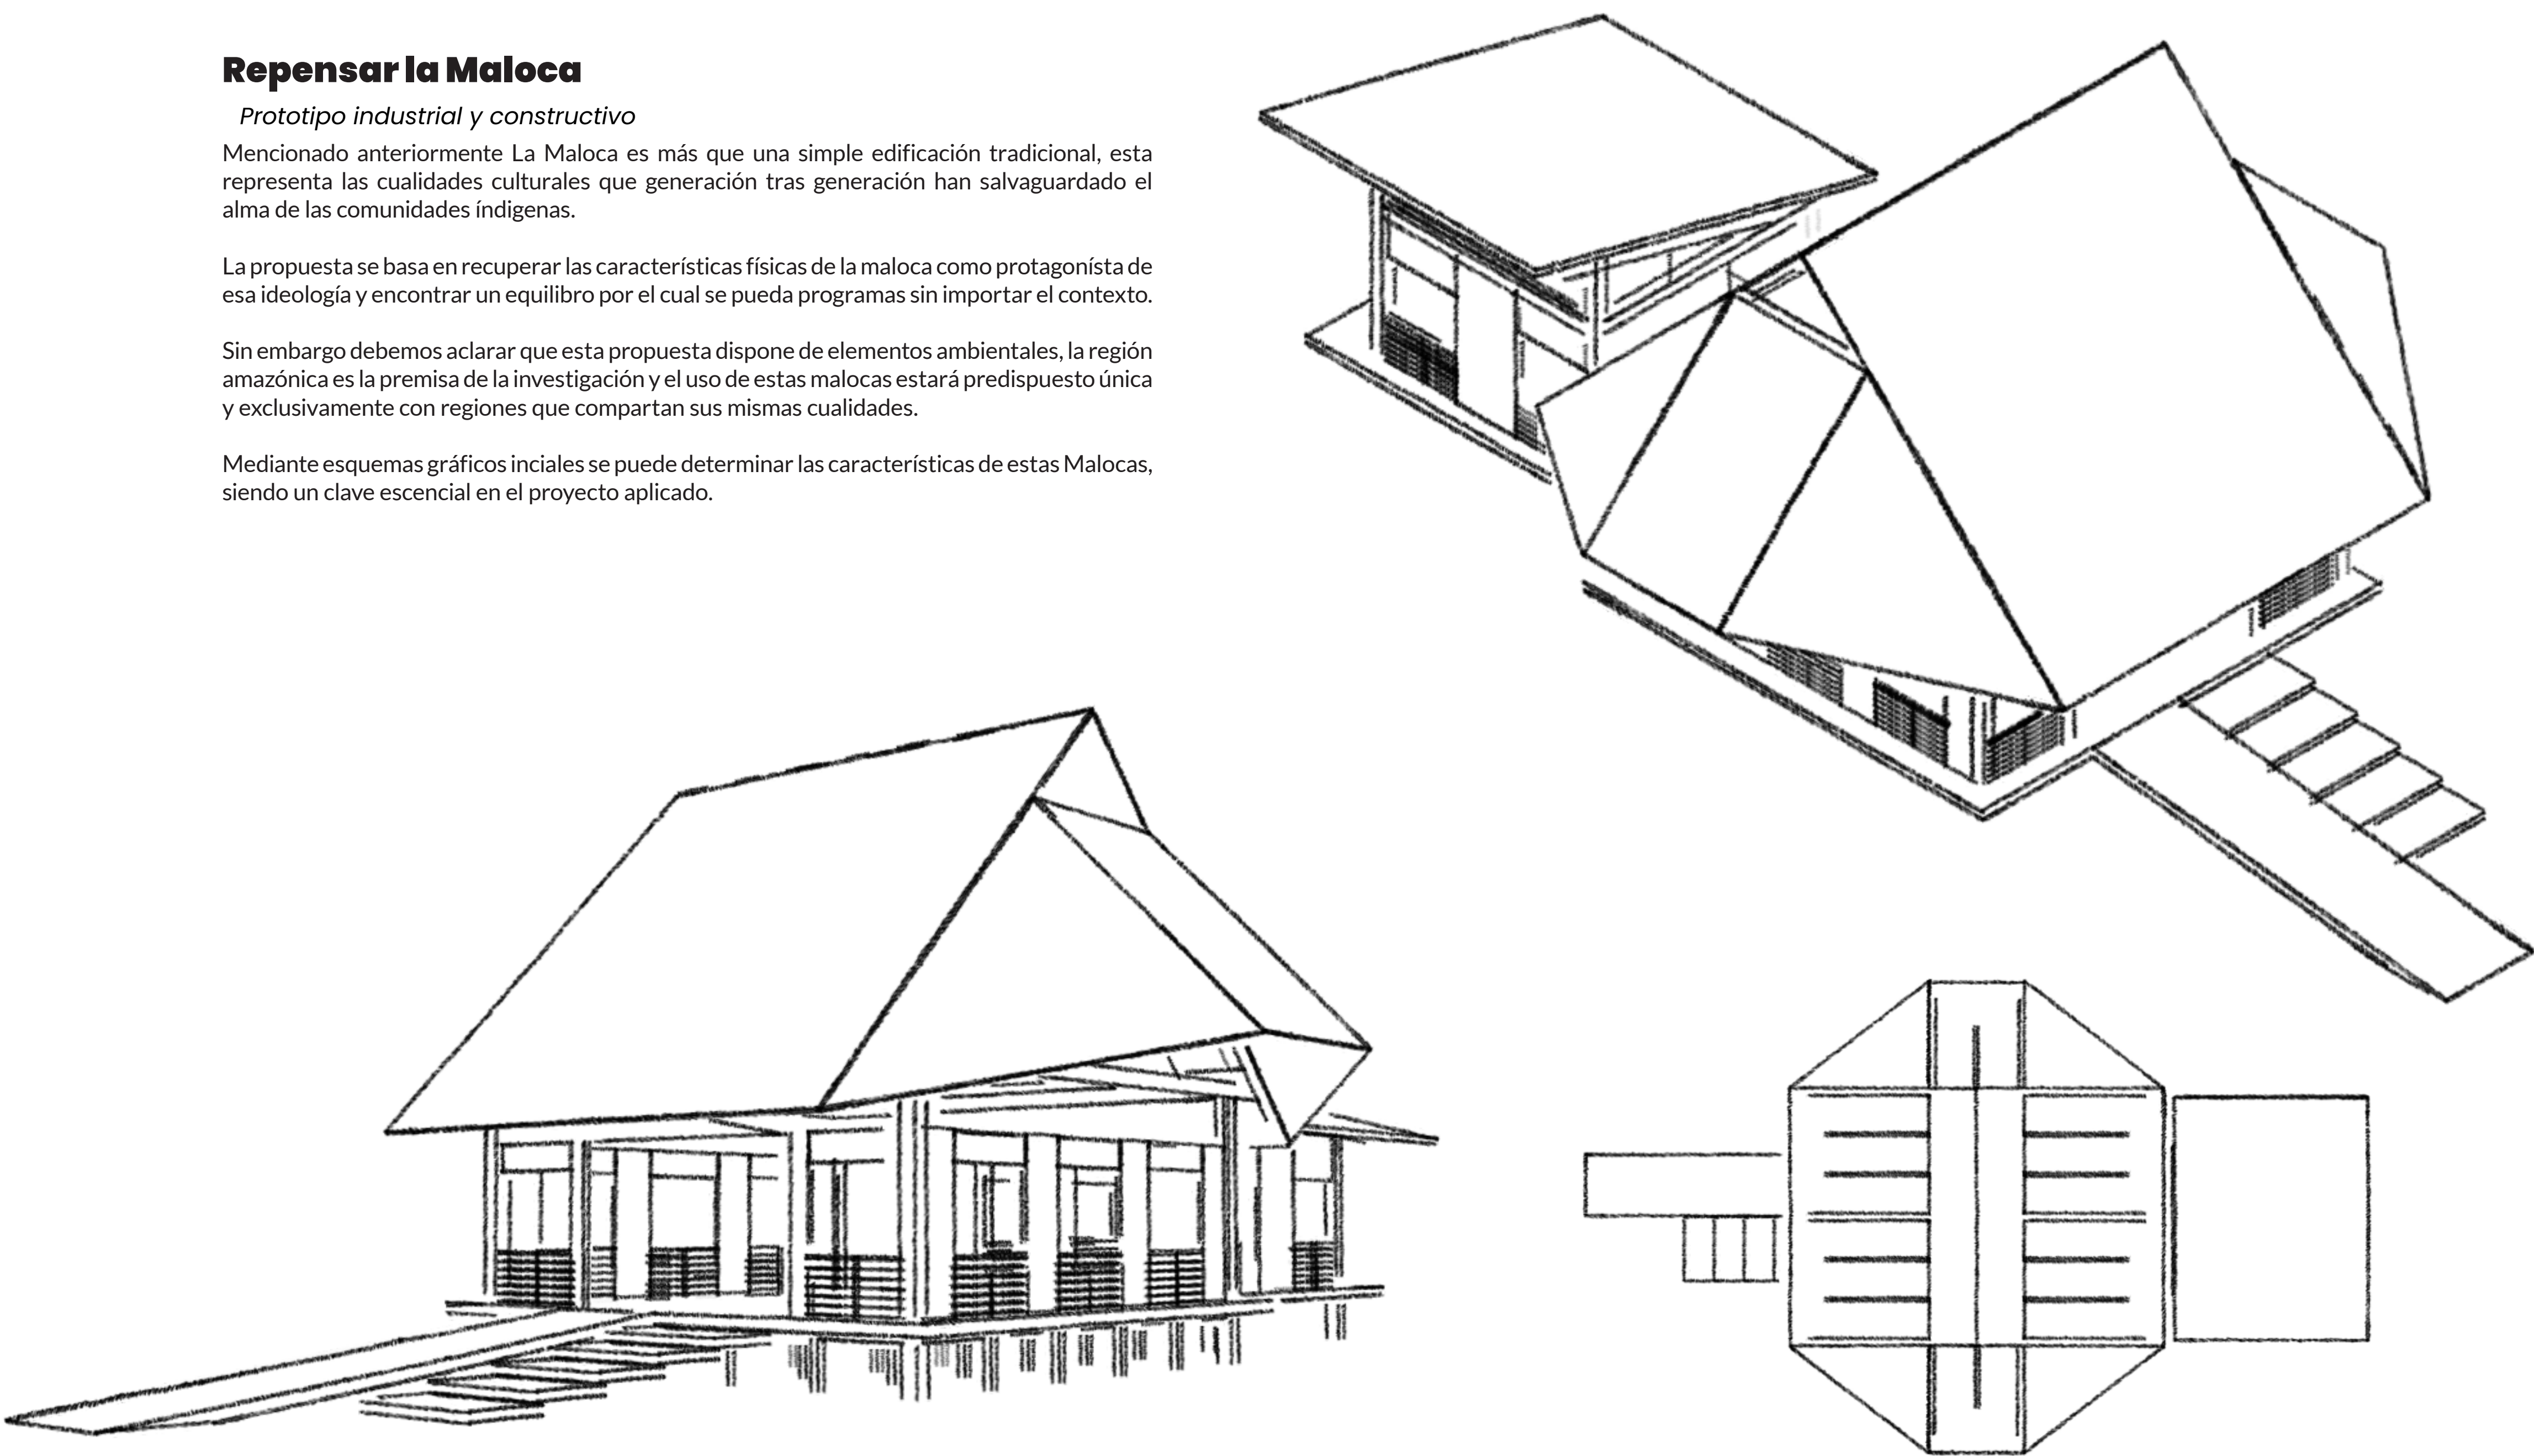 Repensar la Maloca
Prototipo industrial y constructivo
Mencionado anteriormente La Maloca es más que una simple edificación tradicional, esta
representa las cualidades culturales que generación tras generación han salvaguardado el
alma de las comunidades índigenas.
La propuesta se basa en recuperar las características físicas de la maloca como protagonísta de
esa ideología y encontrar un equilibro por el cual se pueda programas sin importar el contexto.
Sin embargo debemos aclarar que esta propuesta dispone de elementos ambientales, la región
amazónica es la premisa de la investigación y el uso de estas malocas estará predispuesto única
y exclusivamente con regiones que compartan sus mismas cualidades.
Mediante esquemas gráficos inciales se puede determinar las características de estas Malocas,
siendo un clave escencial en el proyecto aplicado.